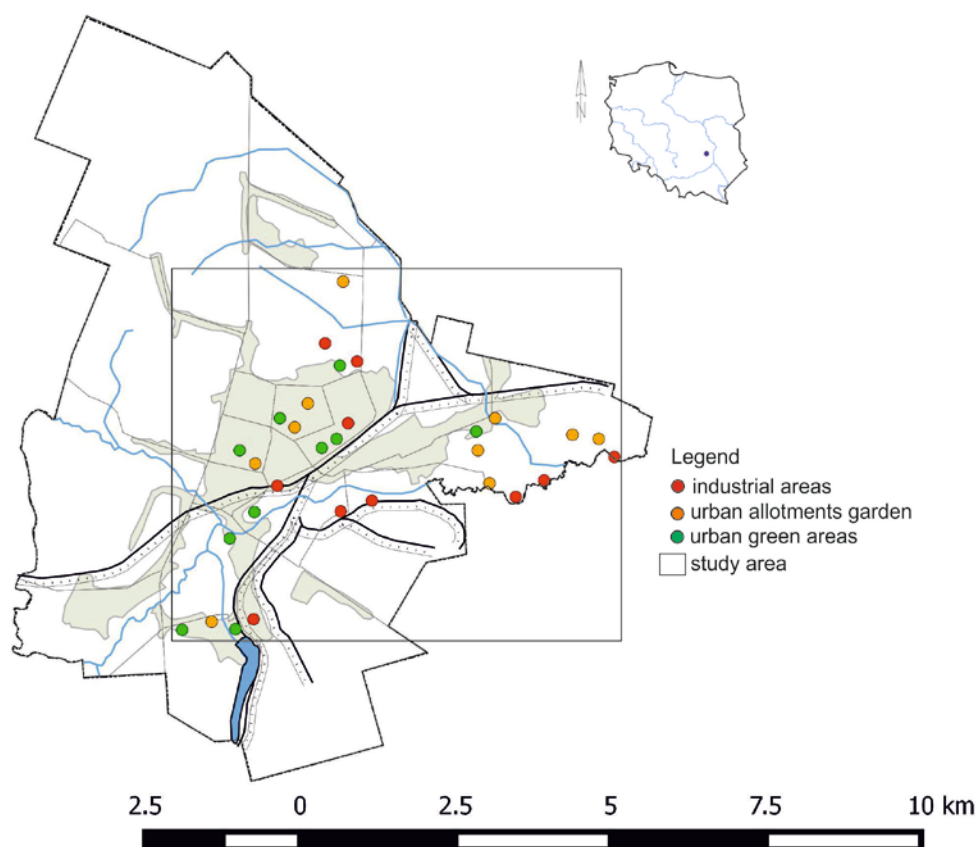 N
Legend
industrial areas
urban allotments garden
urban green areas
study area
2.5 0 2.5 5 7.5 10 km